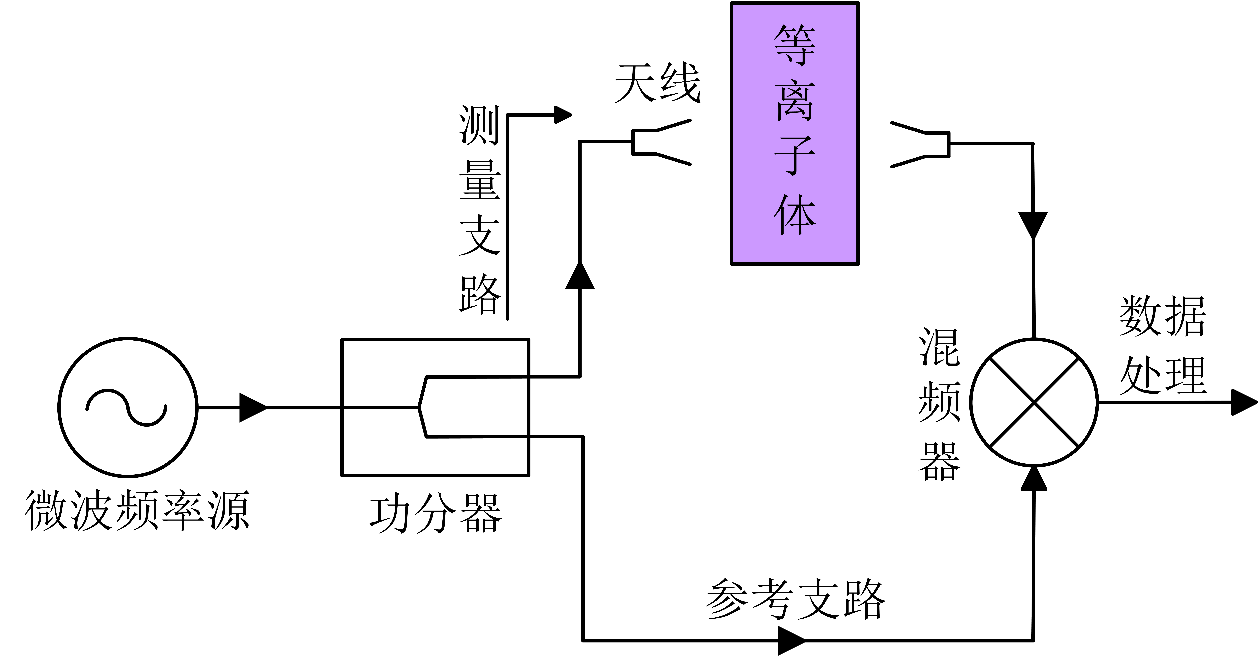 等离子体
天线
测量支路
数据
处理
混频器
微波频率源
功分器
参考支路